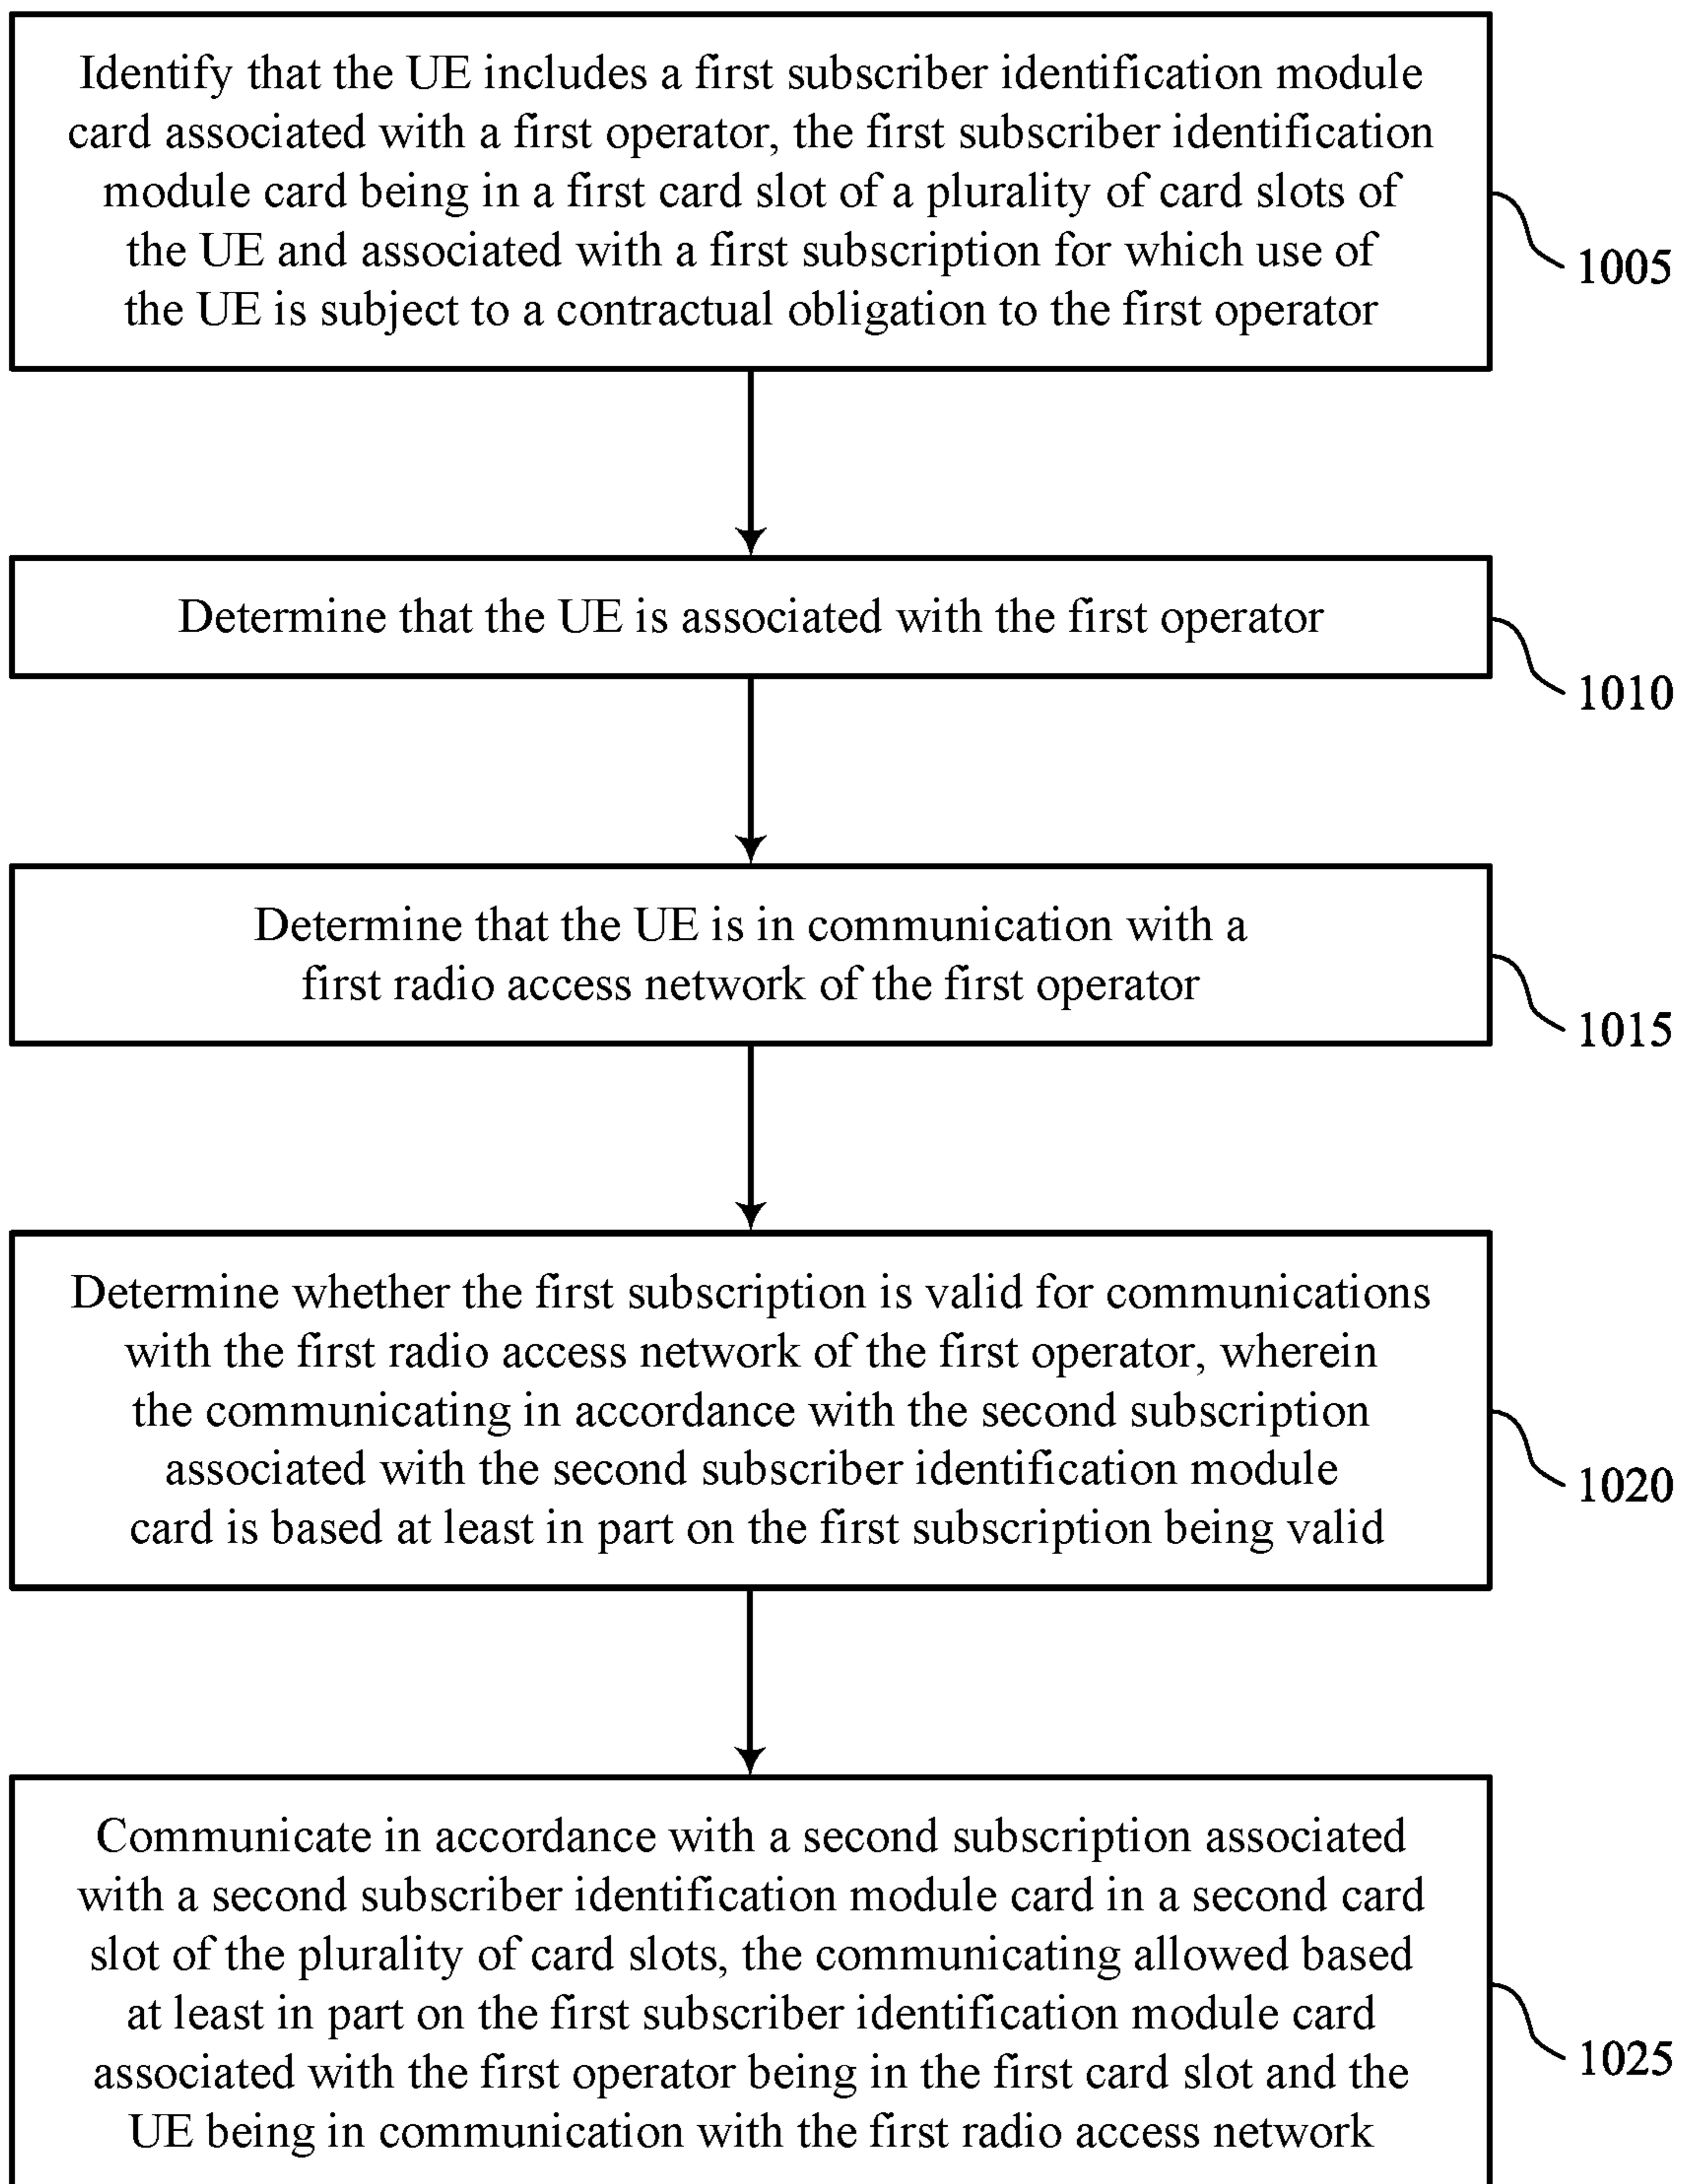 Identify that the UE includes a first subscriber identification module
card associated with a first operator, the first subscriber identification
module card being in a first card slot of a plurality of card slots of
the UE and associated with a first subscription for which use of
the UE is subject to a contractual obligation to the first operator
1005
Determine that the UE is associated with the first operator
1010
Determine that the UE is in communication with a
first radio access network of the first operator
1015
Determine whether the first subscription is valid for communications
with the first radio access network of the first operator, wherein
the communicating in accordance with the second subscription
associated with the second subscriber identification module
card is based at least in part on the first subscription being valid
1020
Communicate in accordance with a second subscription associated
with a second subscriber identification module card in a second card
slot of the plurality of card slots, the communicating allowed based
at least in part on the first subscriber identification module card
associated with the first operator being in the first card slot and the
UE being in communication with the first radio access network
1025